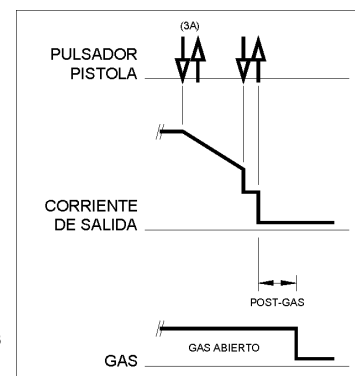 (3A)
PULSADOR
PISTOLA
CORRIENTE
DE SALIDA
POST-GAS
GAS ABIERTO
GAS